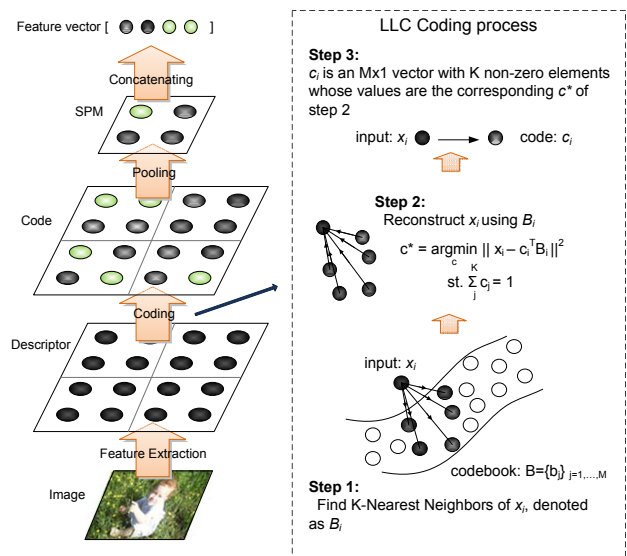 Feature vector [ ]
Concatenating
SPM
Pooling
Code
Coding
Descriptor
Feature Extraction
Image
LLC Coding process
Step 3:
cᵢ is an Mx1 vector with K non-zero elements
whose values are the corresponding c* of
step 2
input: xᵢ code: cᵢ
Step 2:
Reconstruct xᵢ using Bᵢ
c* = argmin || xᵢ – cᵢᵀBᵢ ||²
c
K
st. Σ cⱼ = 1
j
input: xᵢ
codebook: B={bⱼ} j=1,...,M
Step 1:
Find K-Nearest Neighbors of xᵢ, denoted
as Bᵢ